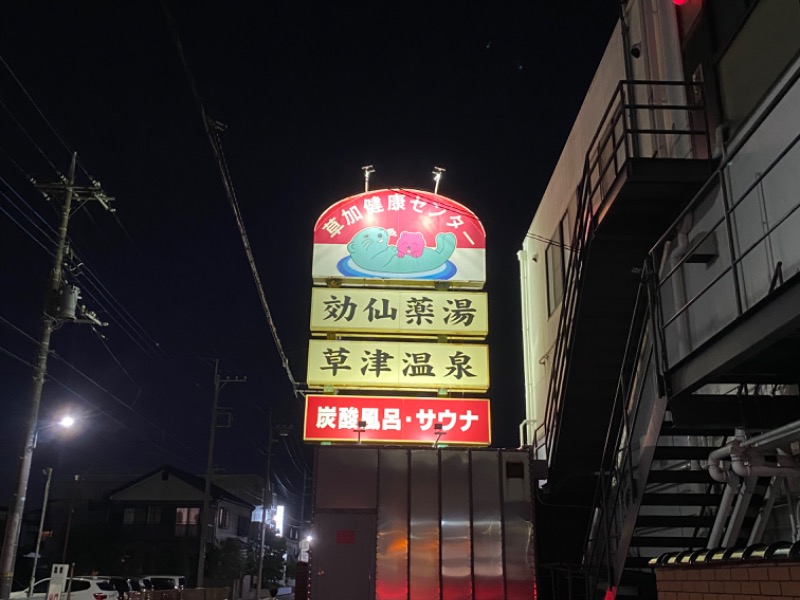 草加健康センター
効仙薬湯
草津温泉
炭酸風呂・サウナ